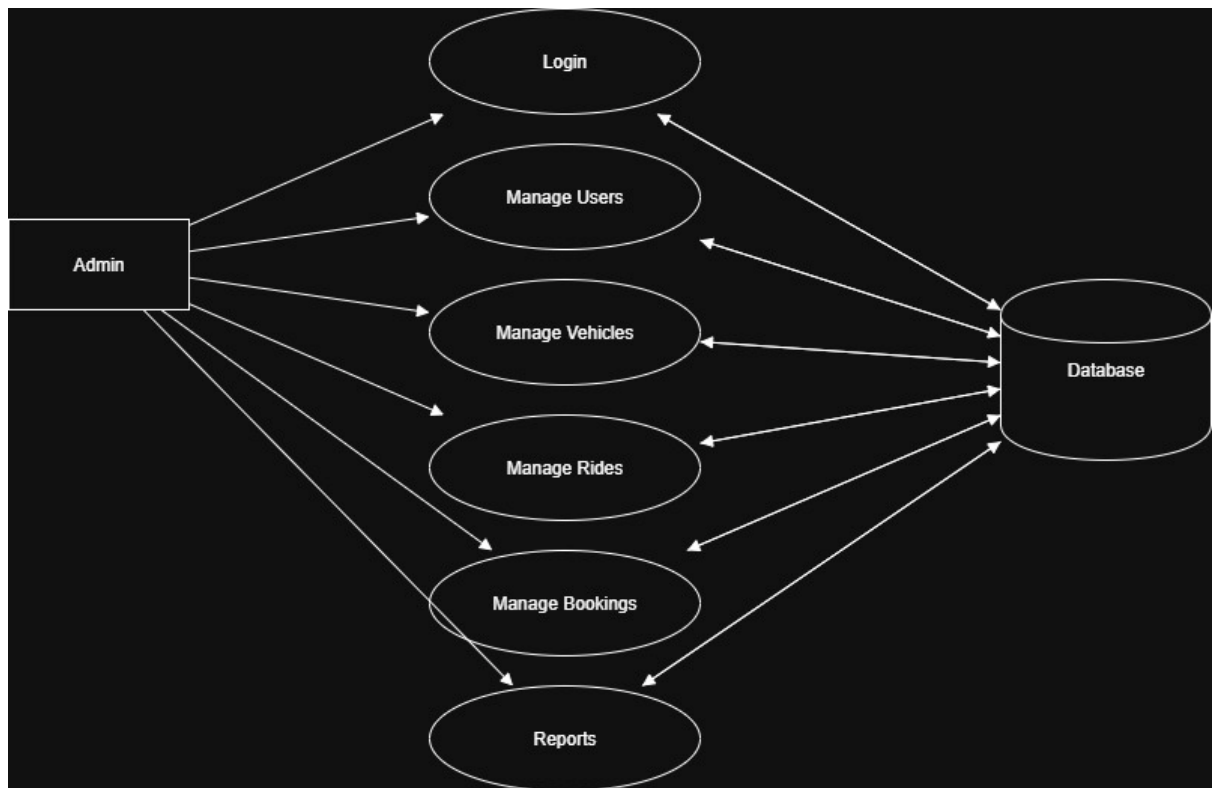 Login
Manage Users
Admin
Manage Vehicles
Database
Manage Rides
Manage Bookings
Reports